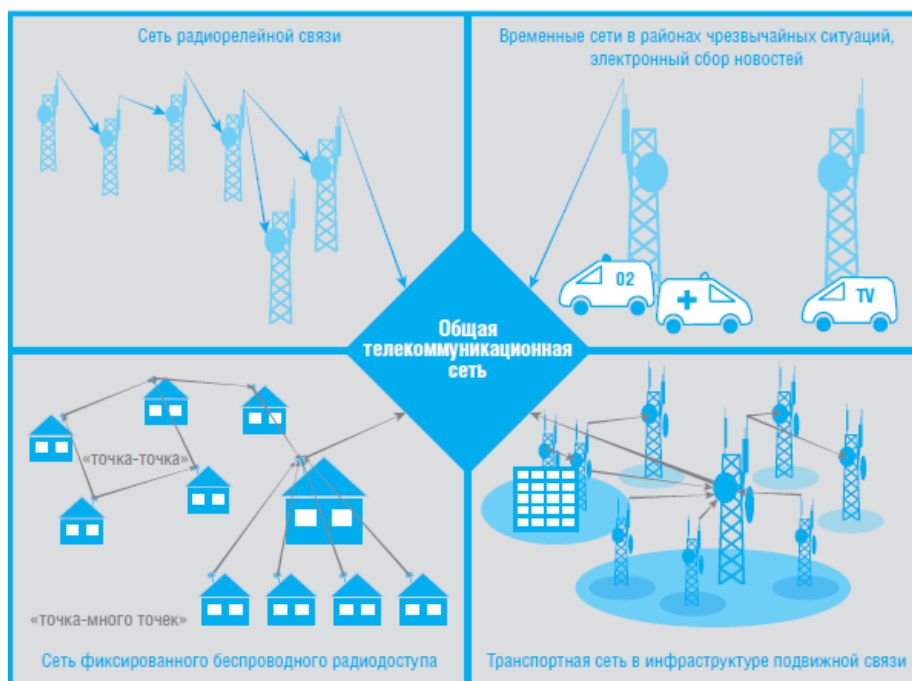 Сеть радиорелейной связи
Временные сети в районах чрезвычайных ситуаций,
электронный сбор новостей
02
TV
Общая
телекоммуникационная
сеть
«точка-точка»
«точка-много точек»
Сеть фиксированного беспроводного радиодоступа
Транспортная сеть в инфраструктуре подвижной связи